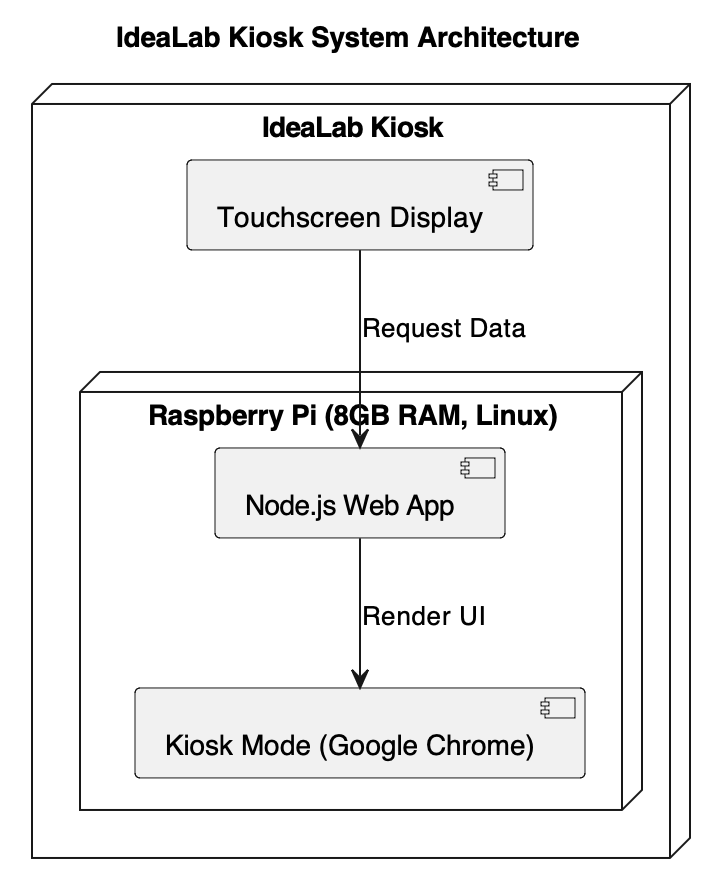 IdeaLab Kiosk System Architecture
IdeaLab Kiosk
Touchscreen Display
Request Data
Raspberry Pi (8GB RAM, Linux)
Node.js Web App
Render UI
Kiosk Mode (Google Chrome)